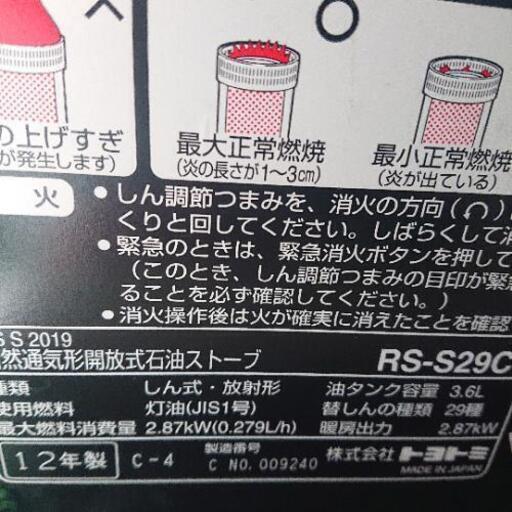 の上げすぎ
が発生します)
最大正常燃焼
(炎の長さが1～3cm)
最小正常燃焼
(炎が出ている)
火
● しん調節つまみを、消火の方向(
くりと回してください。しばらくして消
● 緊急のときは、緊急消火ボタンを押して
(このとき、しん調節つまみの目印が緊急
ることを必ず確認してください。)
● 消火操作後は火が確実に消えたことを確認
S 2019
然通気形開放式石油ストーブ RS-S29C
種類 しん式・放射形 油タンク容量 3.6L
使用燃料 灯油(JIS1号) 替しんの種類 29種
最大燃料消費量 2.87kW(0.279L/h) 暖房出力 2.87kW
12年製 C-4 製造番号 C NO. 009240 株式会社 トヨトミ
MADE IN JAPAN